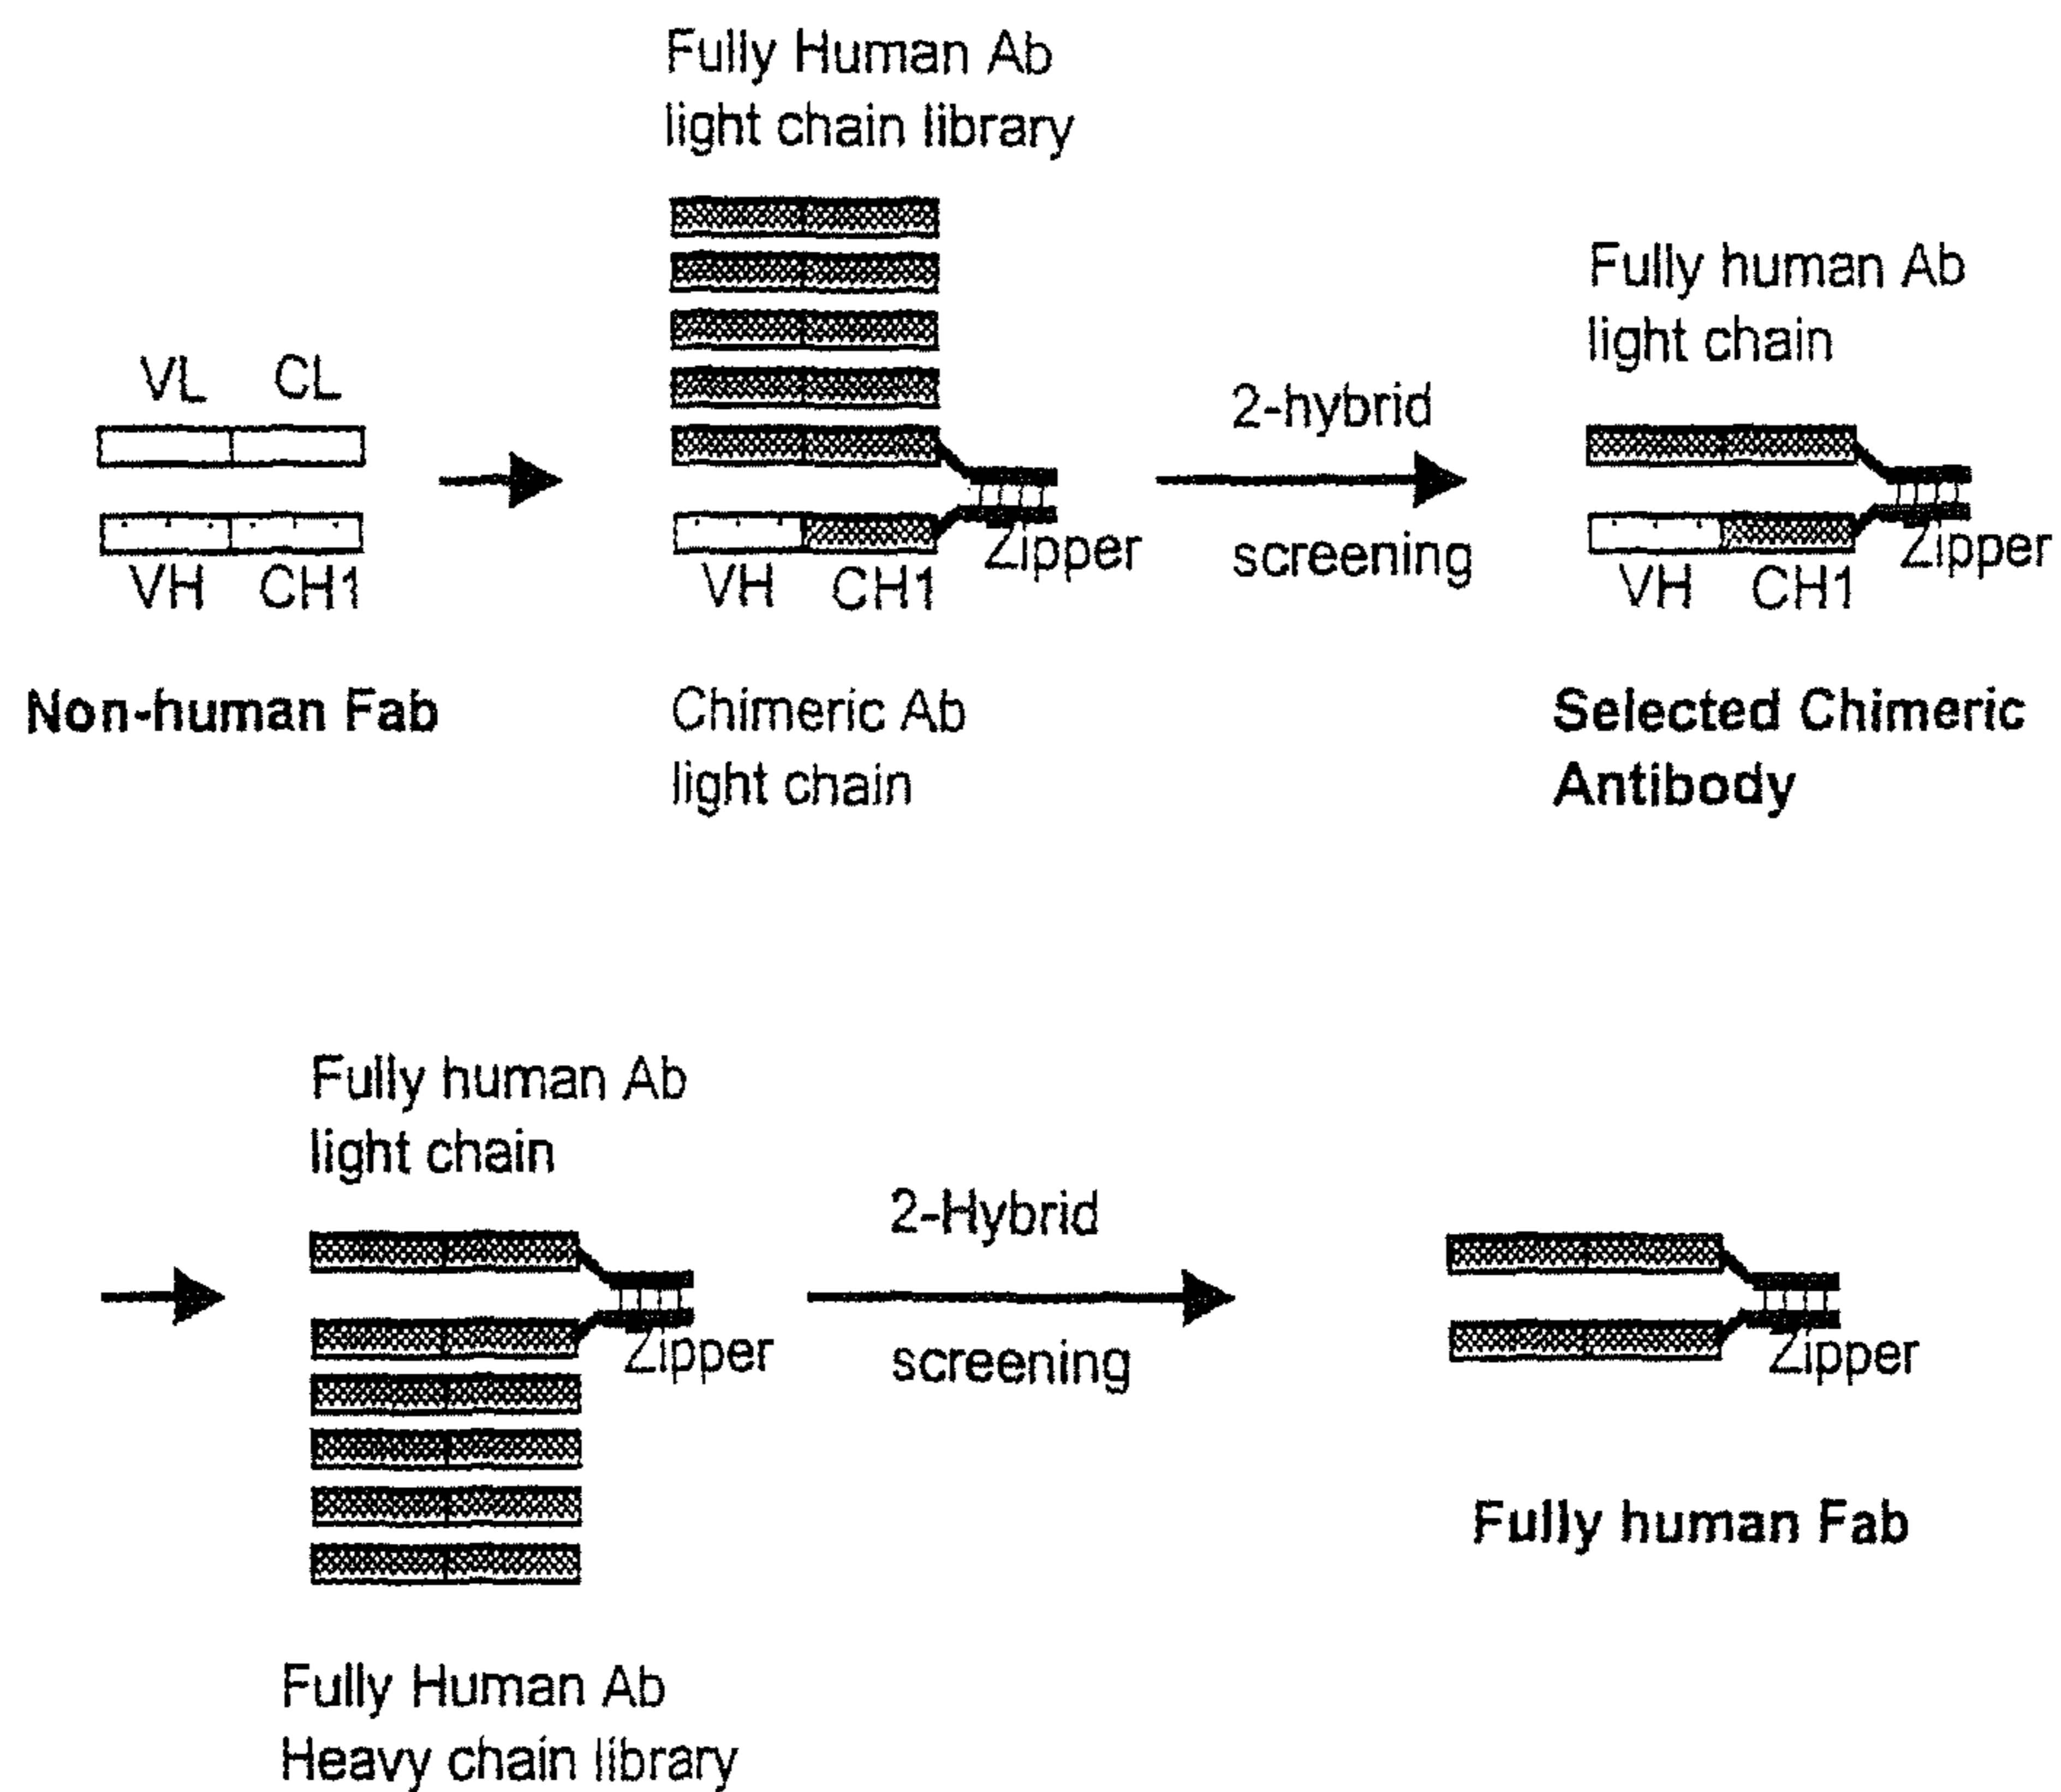 Fully Human Ab
light chain library
VL CL
VH CH1
Non-human Fab
Zipper
VH CH1
Chimeric Ab
light chain
2-hybrid
screening
Fully human Ab
light chain
Zipper
VH CH1
Selected Chimeric
Antibody
Fully human Ab
light chain
Zipper
Fully Human Ab
Heavy chain library
2-Hybrid
screening
Zipper
Fully human Fab